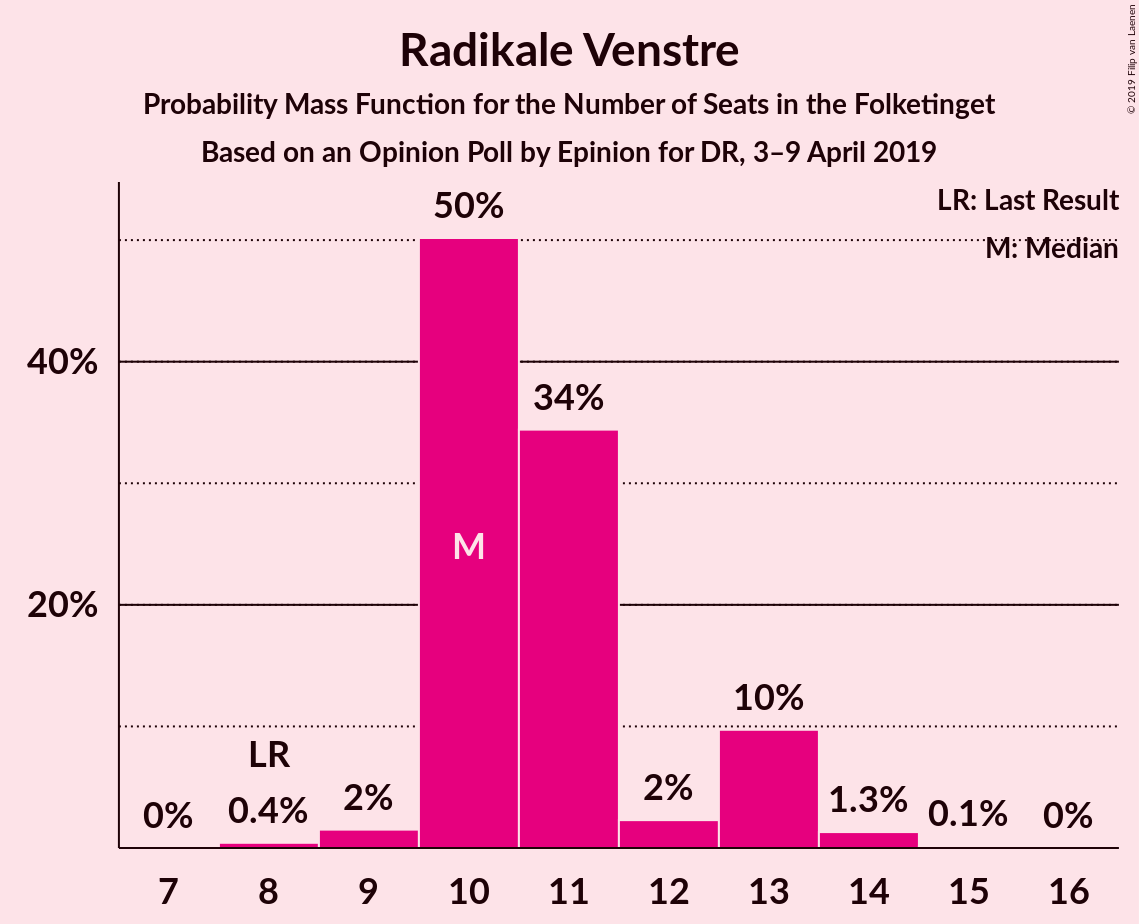 Radikale Venstre
Probability Mass Function for the Number of Seats in the Folketinget
Based on an Opinion Poll by Epinion for DR, 3–9 April 2019
© 2019 Filip van Laenen
LR: Last Result
M: Median
50%
40%
34%
M
20%
10%
LR
0%
0.4%
2%
2%
1.3%
0.1%
0%
7 8 9 10 11 12 13 14 15 16